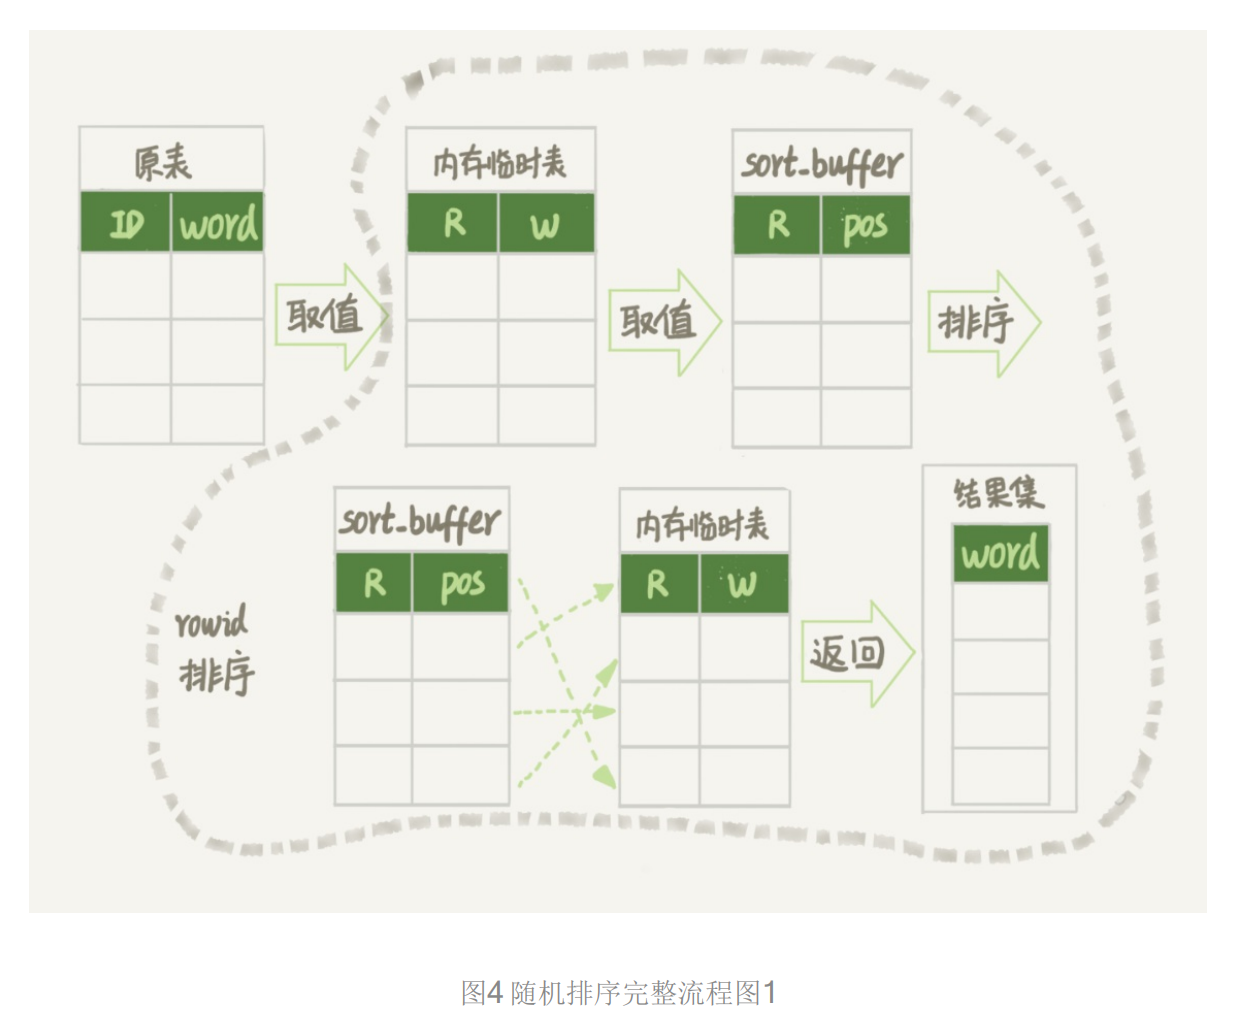 原表
ID word
取值
内存临时表
R W
取值
sort_buffer
R pos
排序
rowid
排序
sort_buffer
R pos
内存临时表
R W
返回
结果集
word
图4 随机排序完整流程图1